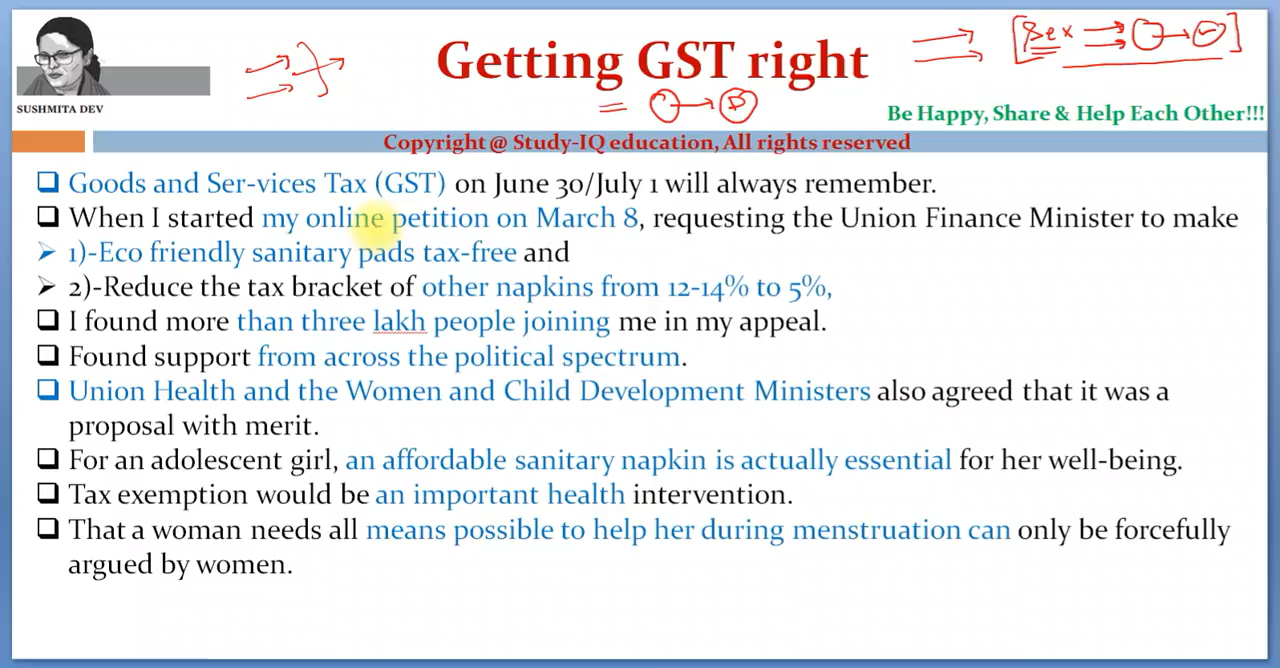 Getting GST right
[Sex
B
SUSHMITA DEV
Be Happy, Share & Help Each Other!!!
Copyright @ Study-IQ education, All rights reserved
Goods and Ser-vices Tax (GST) on June 30/July 1 will always remember.
When I started my online petition on March 8, requesting the Union Finance Minister to make
1)-Eco friendly sanitary pads tax-free and
2)-Reduce the tax bracket of other napkins from 12-14% to 5%,
I found more than three lakh people joining me in my appeal.
Found support from across the political spectrum.
Union Health and the Women and Child Development Ministers also agreed that it was a
proposal with merit.
For an adolescent girl, an affordable sanitary napkin is actually essential for her well-being.
Tax exemption would be an important health intervention.
That a woman needs all means possible to help her during menstruation can only be forcefully
argued by women.